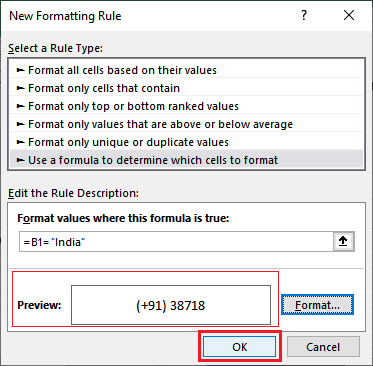 New Formatting Rule ? ×
Select a Rule Type:
► Format all cells based on their values
► Format only cells that contain
► Format only top or bottom ranked values
► Format only values that are above or below average
► Format only unique or duplicate values
► Use a formula to determine which cells to format
Edit the Rule Description:
Format values where this formula is true:
=B1="India"
Preview: (+91) 38718 Format...
OK Cancel